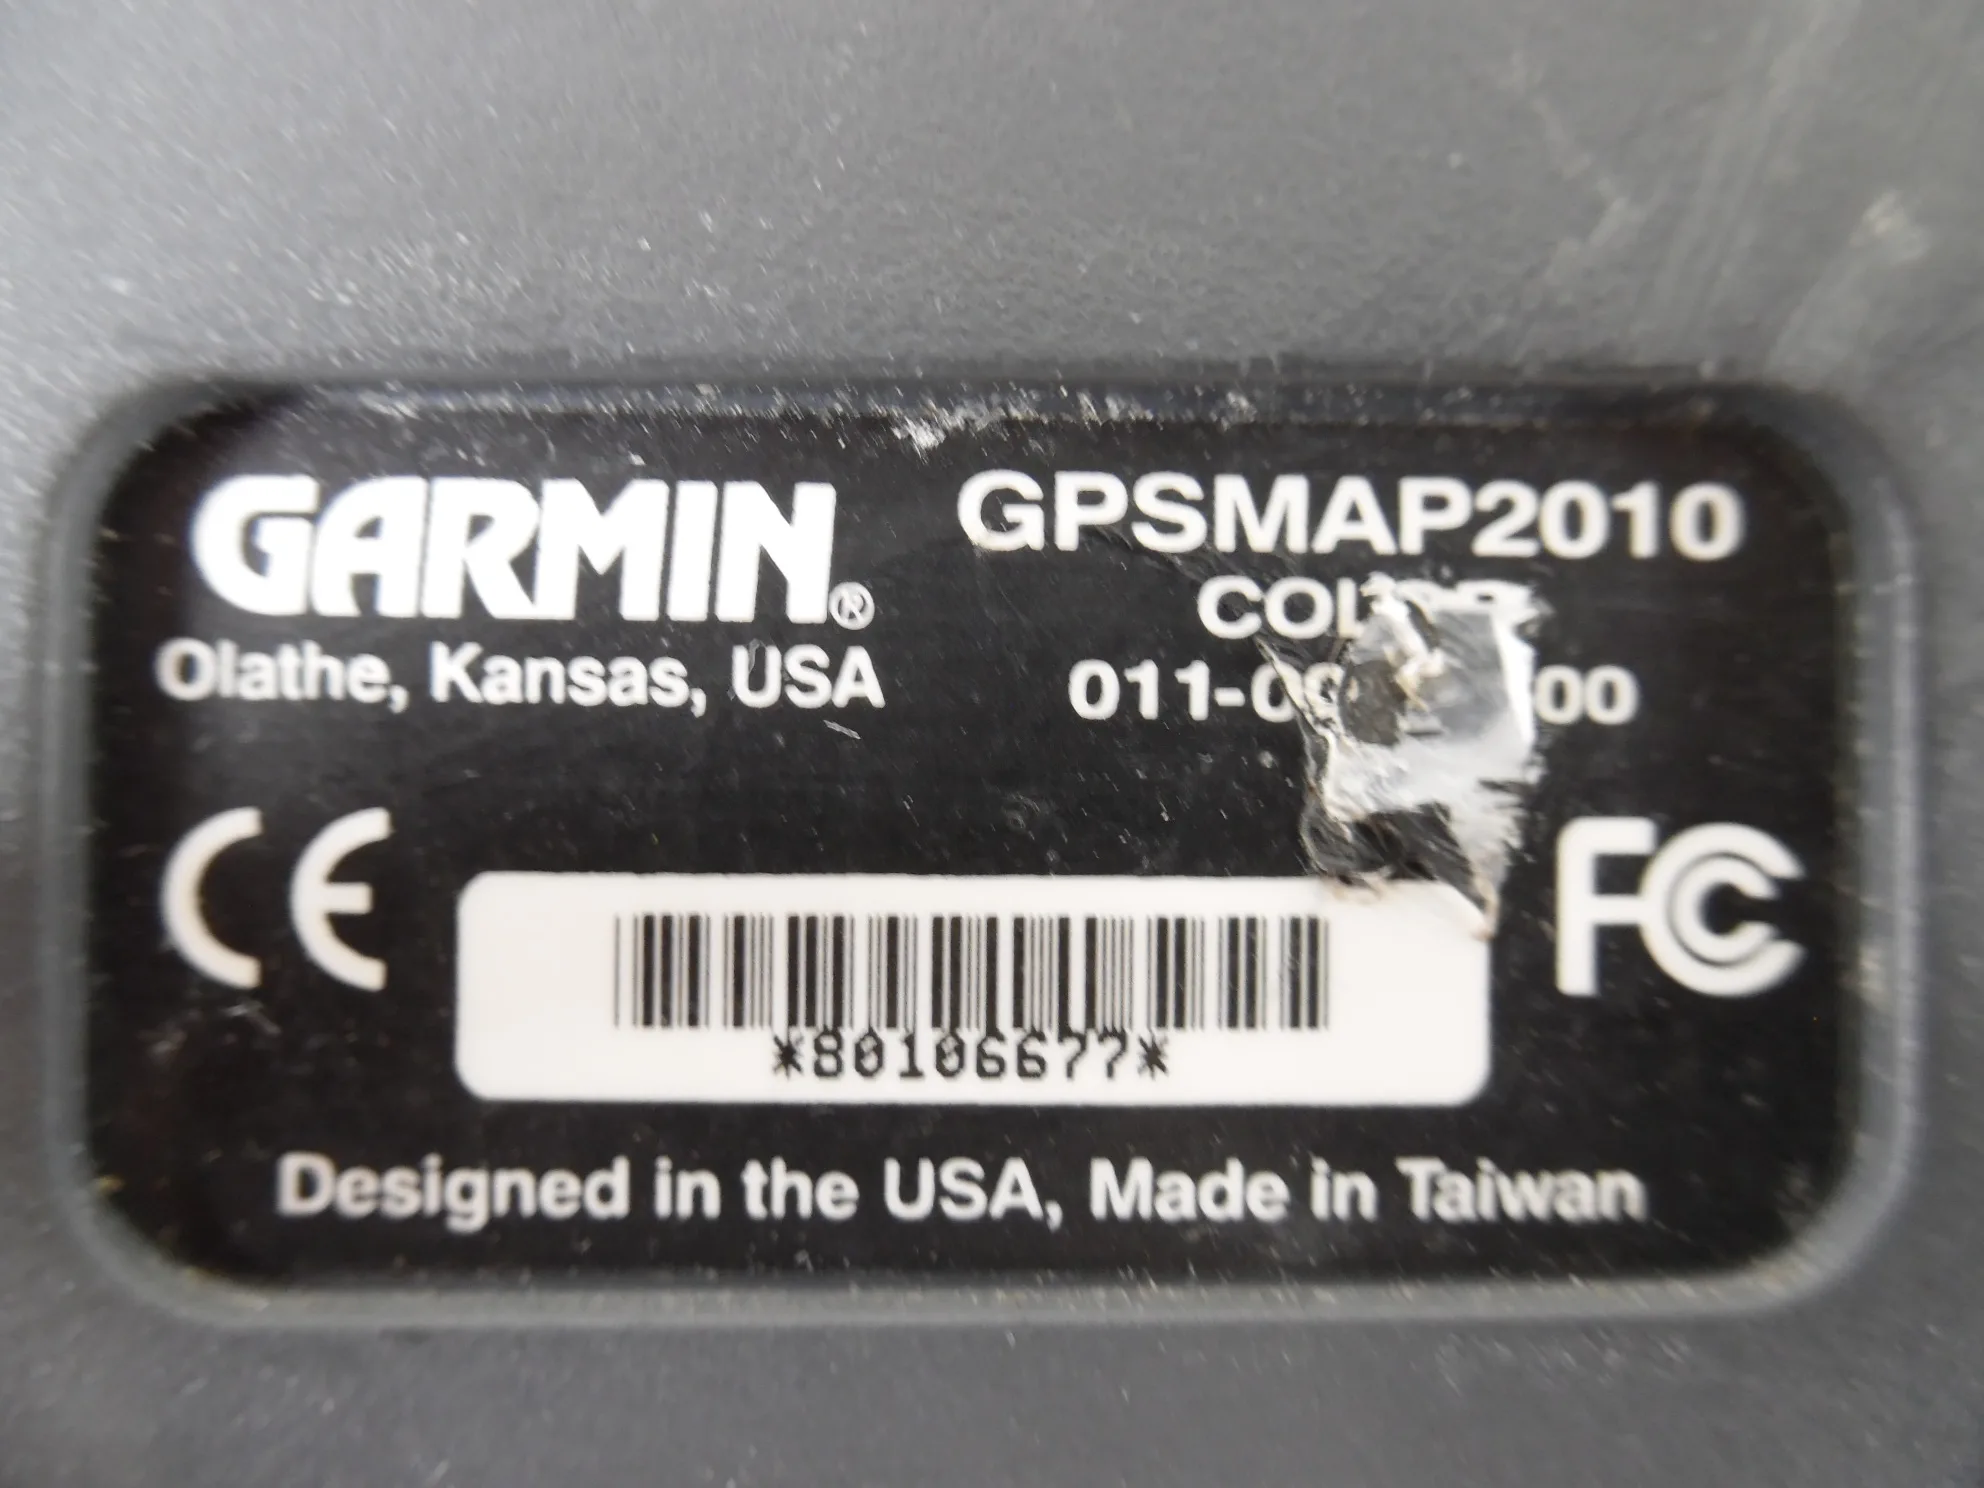 GARMIN®
Olathe, Kansas, USA
GPSMAP2010
CE
FC
*80106677*
Designed in the USA, Made in Taiwan